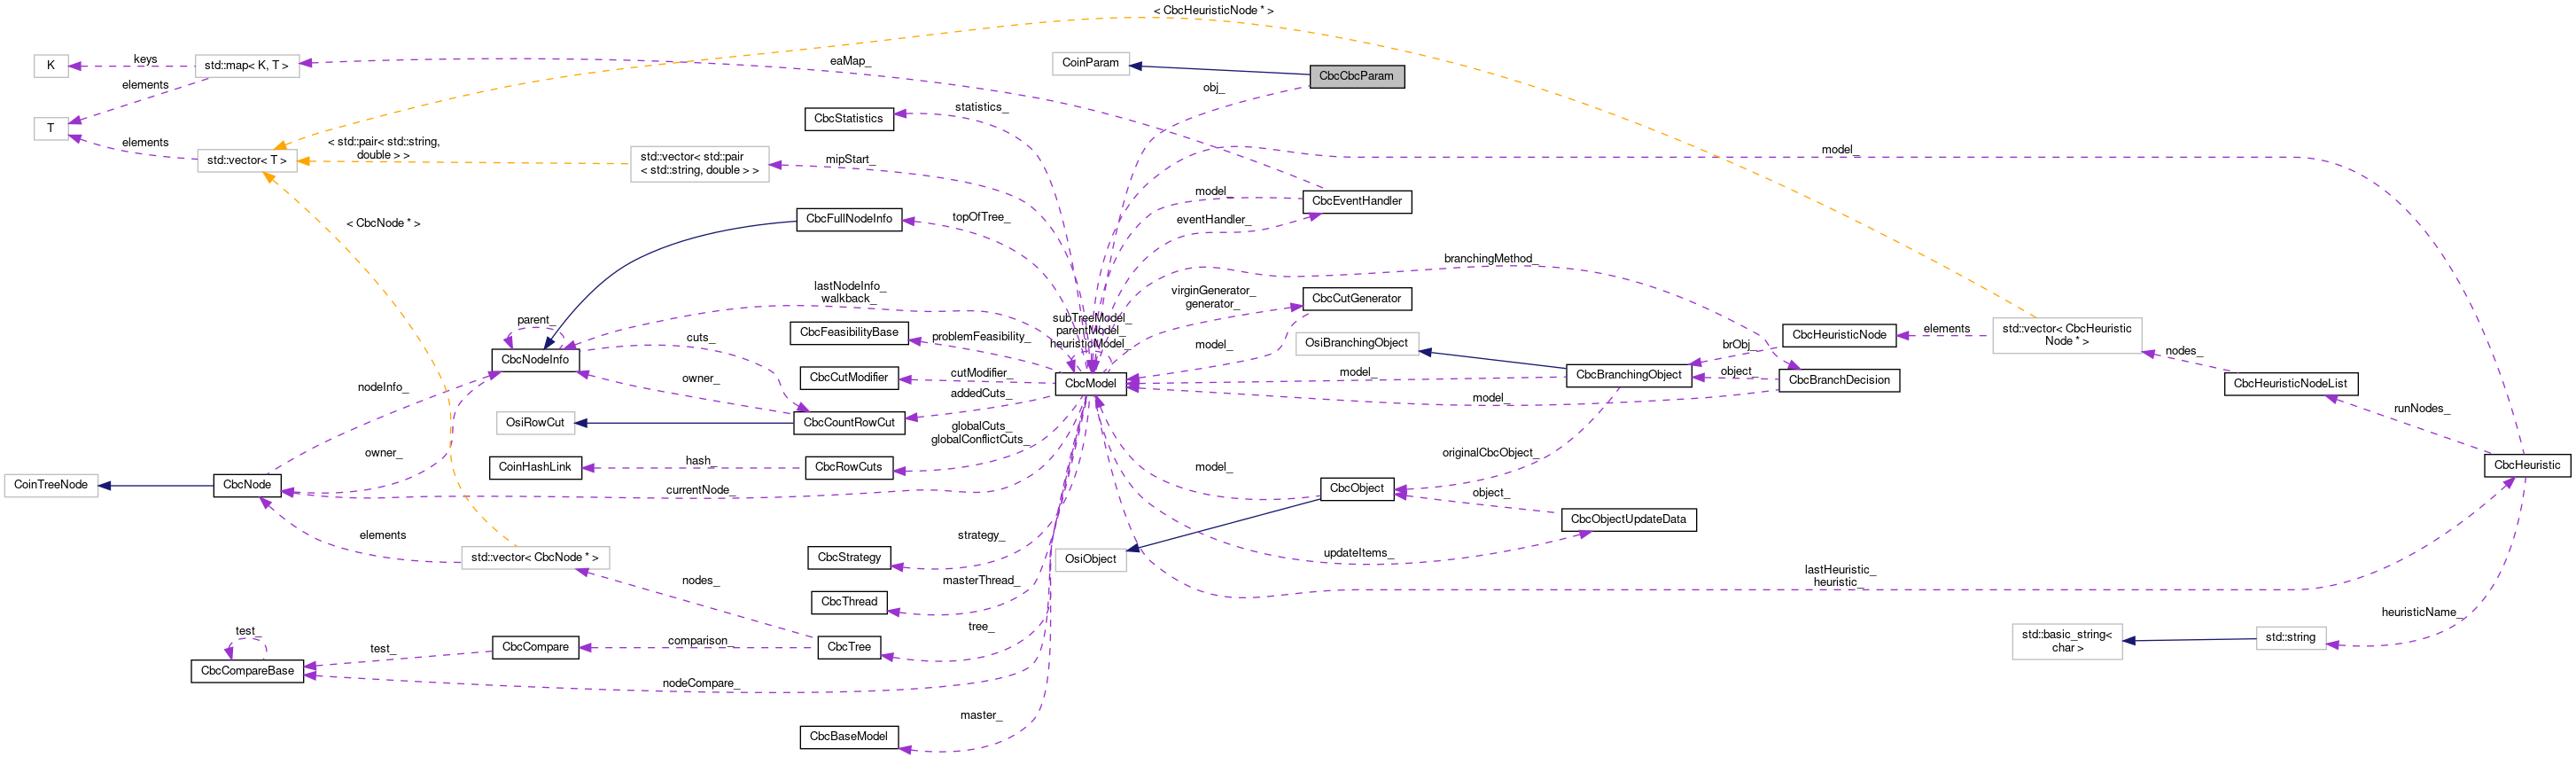 < CbcHeuristicNode * >
K
keys
std::map< K, T >
eaMap_
CoinParam
CbcCbcParam
elements
obj_
T
elements
statistics_
CbcStatistics
< std::pair< std::string,
double > >
std::vector< T >
std::vector< std::pair
< std::string, double > >
mipStart_
model_
model_
CbcEventHandler
eventHandler_
< CbcNode * >
CbcFullNodeInfo
topOfTree_
branchingMethod_
lastNodeInfo_
walkback_
virginGenerator_
generator_
CbcCutGenerator
parent_
CbcNodeInfo
cuts_
CbcFeasibilityBase
problemFeasibility_
subTreeModel_
parentModel_
heuristicModel_
model_
OsiBranchingObject
CbcHeuristicNode
elements
std::vector< CbcHeuristic
Node * >
brObj_
nodes_
nodeInfo_
owner_
CbcCutModifier
cutModifier_
CbcModel
model_
CbcBranchingObject
object_
CbcBranchDecision
CbcHeuristicNodeList
addedCuts_
model_
runNodes_
OsiRowCut
CbcCountRowCut
globalCuts_
globalConflictCuts_
owner_
CoinHashLink
hash_
CbcRowCuts
model_
originalCbcObject_
CbcHeuristic
CoinTreeNode
CbcNode
currentNode_
CbcObject
object_
CbcObjectUpdateData
elements
std::vector< CbcNode * >
strategy_
CbcStrategy
OsiObject
updateItems_
nodes_
masterThread_
CbcThread
lastHeuristic_
heuristic_
heuristicName_
test_
CbcCompareBase
test_
CbcCompare
comparison_
CbcTree
tree_
std::basic_string<
char >
std::string
nodeCompare_
master_
CbcBaseModel